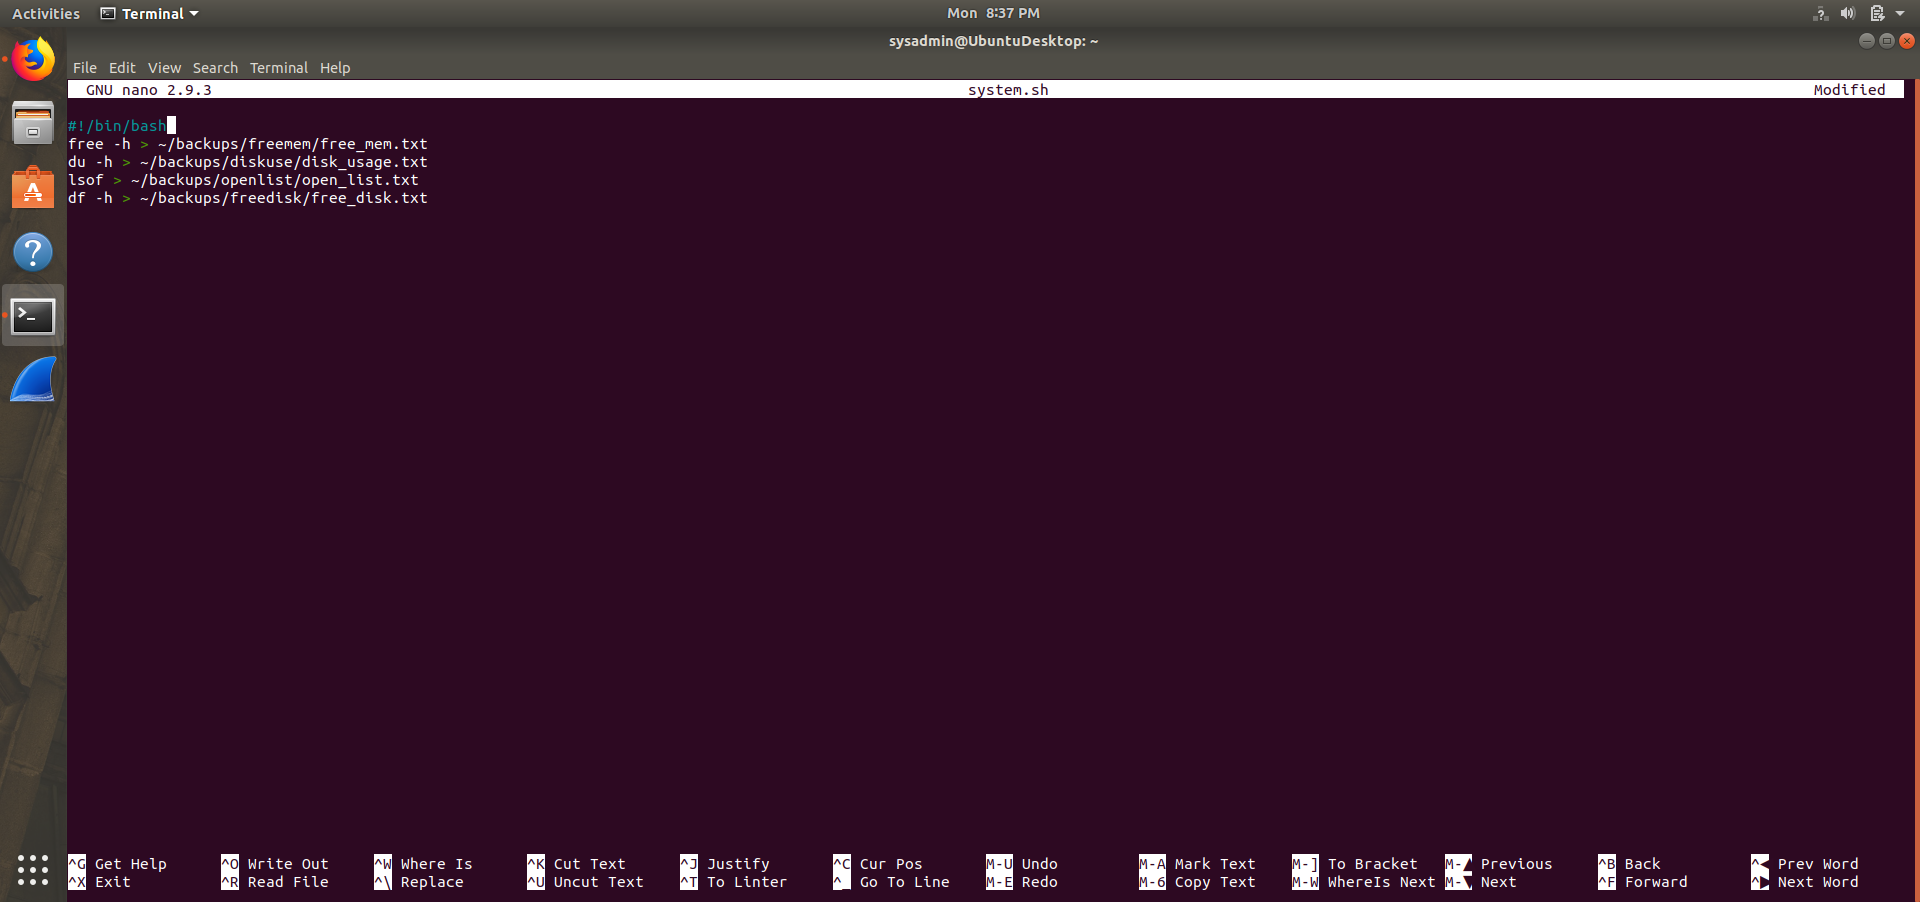 Activities Terminal Mon 8:37 PM
sysadmin@UbuntuDesktop: ~
File Edit View Search Terminal Help
GNU nano 2.9.3 system.sh Modified
#!/bin/bash
free -h > ~/backups/freemem/free_mem.txt
du -h > ~/backups/diskuse/disk_usage.txt
lsof > ~/backups/openlist/open_list.txt
df -h > ~/backups/freedisk/free_disk.txt
^G Get Help ^O Write Out ^W Where Is ^K Cut Text ^J Justify ^C Cur Pos M-U Undo M-A Mark Text M-] To Bracket M-▲ Previous ^B Back ^◀ Prev Word
^X Exit ^R Read File ^\ Replace ^U Uncut Text ^T To Linter ^_ Go To Line M-E Redo M-6 Copy Text M-W WhereIs Next M-▼ Next ^F Forward ^▶ Next Word